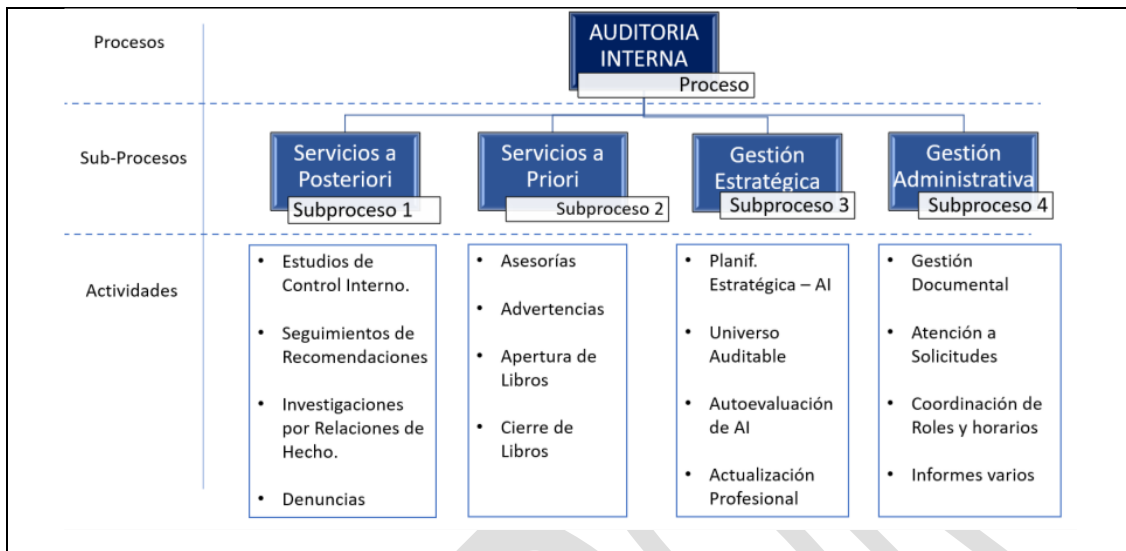 Procesos
AUDITORIA
INTERNA
Proceso
Sub-Procesos
Servicios a
Posteriori
Subproceso 1
Servicios a
Priori
Subproceso 2
Gestión
Estratégica
Subproceso 3
Gestión
Administrativa
Subproceso 4
Actividades
• Estudios de
Control Interno.
• Seguimientos de
Recomendaciones
• Investigaciones
por Relaciones de
Hecho.
• Denuncias
• Asesorías
• Advertencias
• Apertura de
Libros
• Cierre de
Libros
• Planif.
Estratégica – AI
• Universo
Auditable
• Autoevaluación
de AI
• Actualización
Profesional
• Gestión
Documental
• Atención a
Solicitudes
• Coordinación de
Roles y horarios
• Informes varios